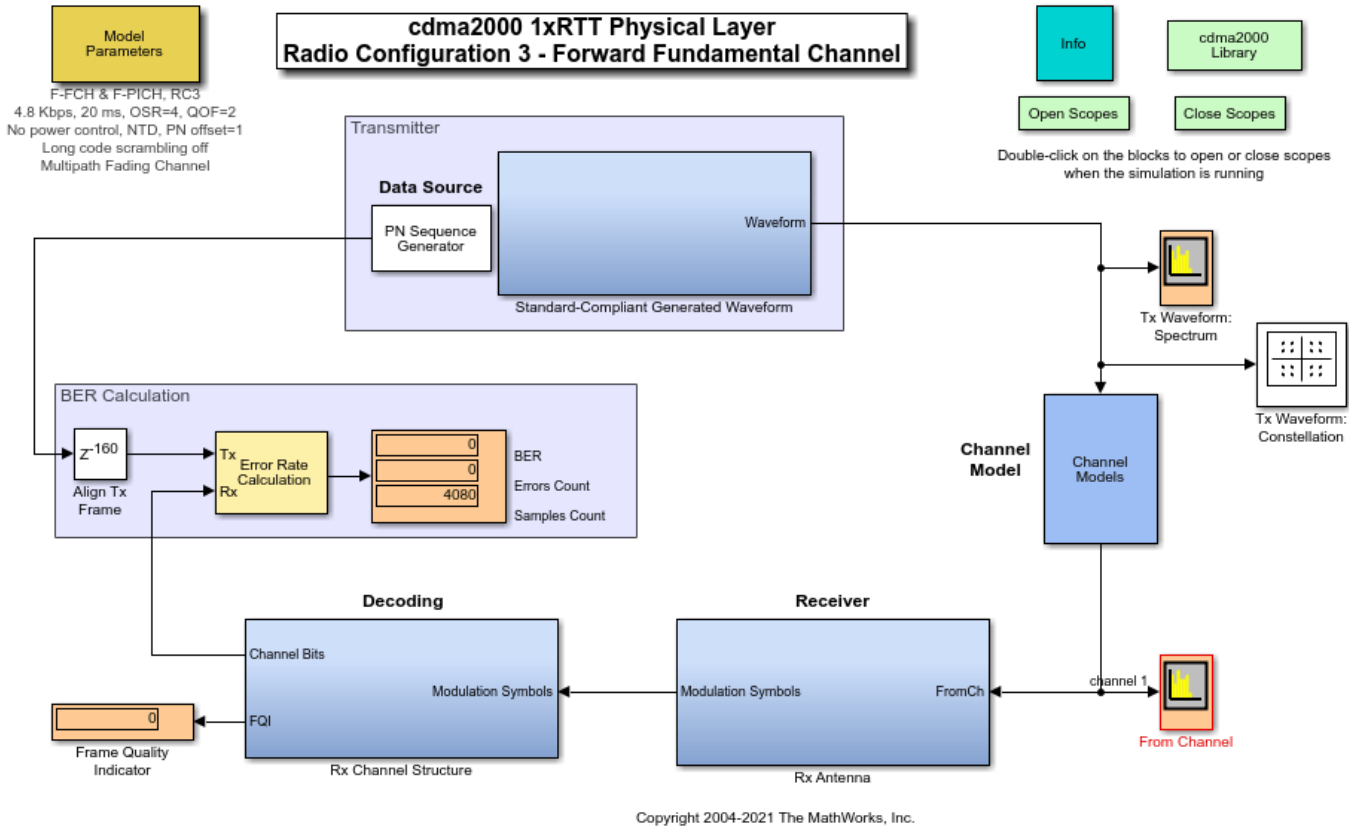 Model
Parameters
F-FCH & F-PICH, RC3
4.8 Kbps, 20 ms, OSR=4, QOF=2
No power control, NTD, PN offset=1
Long code scrambling off
Multipath Fading Channel
cdma2000 1xRTT Physical Layer
Radio Configuration 3 - Forward Fundamental Channel
Info
cdma2000
Library
Open Scopes
Close Scopes
Double-click on the blocks to open or close scopes
when the simulation is running
Transmitter
Data Source
PN Sequence
Generator
Waveform
Standard-Compliant Generated Waveform
Tx Waveform:
Spectrum
Tx Waveform:
Constellation
BER Calculation
Z-160
Align Tx
Frame
Tx
Rx
Error Rate
Calculation
0
0
4080
BER
Errors Count
Samples Count
Channel
Model
Channel
Models
Decoding
Channel Bits
FQI
Modulation Symbols
Rx Channel Structure
0
Frame Quality
Indicator
Receiver
Modulation Symbols
FromCh
Rx Antenna
channel 1
From Channel
Copyright 2004-2021 The MathWorks, Inc.